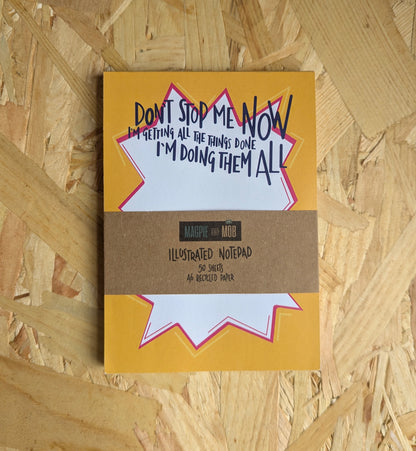 DON'T STOP ME NOW
I'M GETTING ALL THE THINGS DONE
I'M DOING THEM ALL
MAGPIE AND MOB
ILLUSTRATED NOTEPAD
50 SHEETS
A6 RECYCLED PAPER